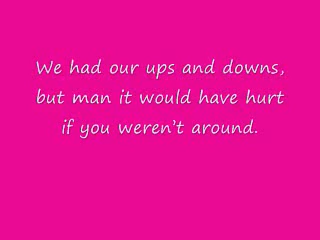 We had our ups and downs,
but man it would have hurt
if you weren't around.